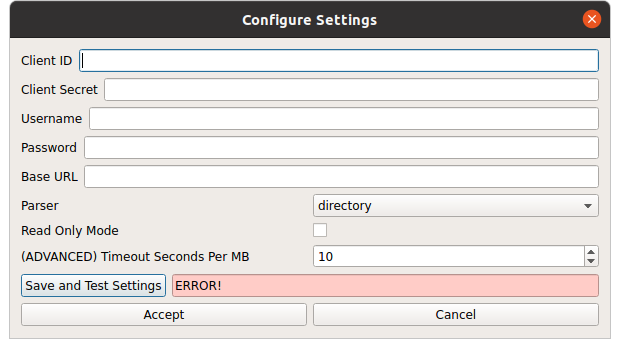 Configure Settings
Client ID
Client Secret
Username
Password
Base URL
Parser directory
Read Only Mode
(ADVANCED) Timeout Seconds Per MB 10
Save and Test Settings ERROR!
Accept Cancel